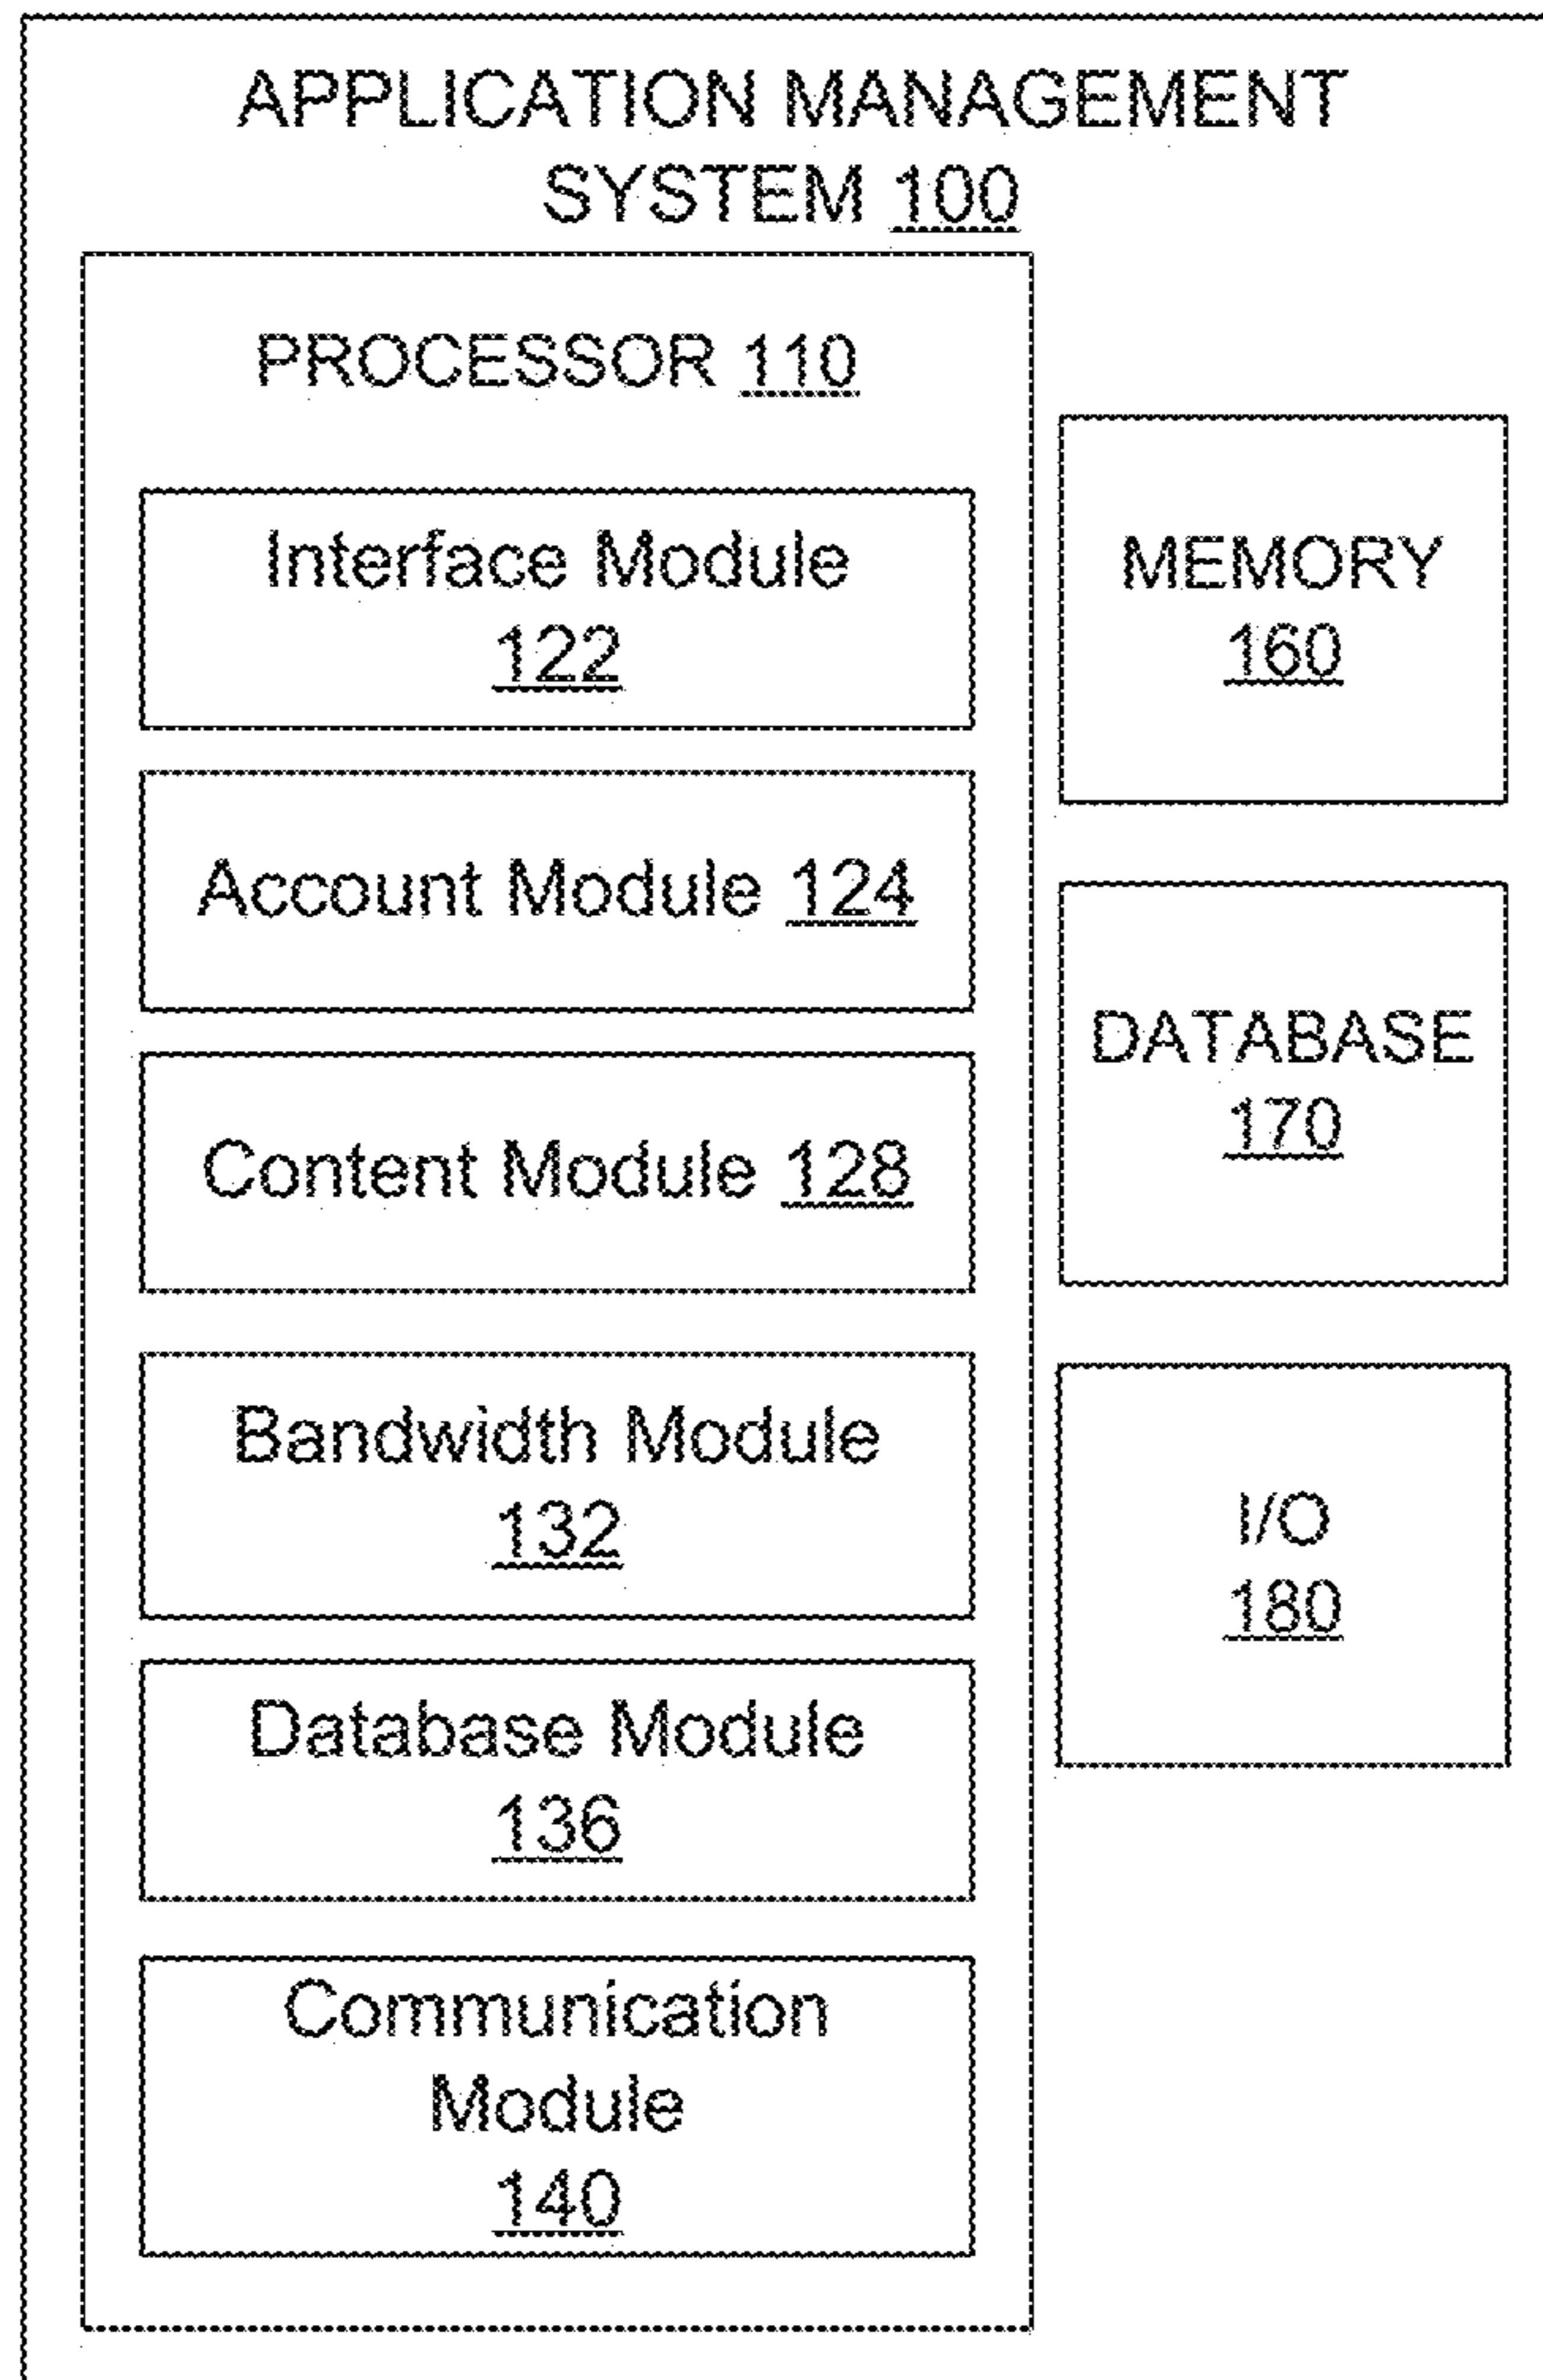 APPLICATION MANAGEMENT
SYSTEM 100
PROCESSOR 110
Interface Module
122
Account Module 124
Content Module 128
Bandwidth Module
132
Database Module
136
Communication
Module
140
MEMORY
160
DATABASE
170
I/O
180